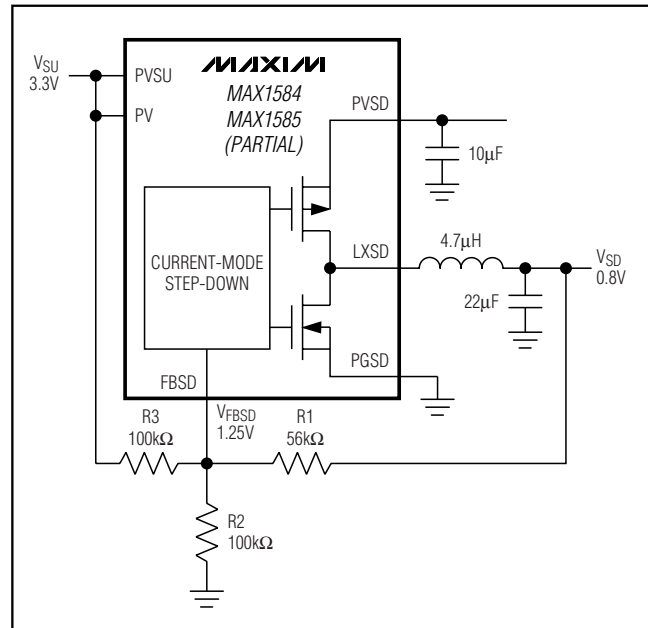 V_SU
3.3V
PVSU
PV
MAXIM
MAX1584
MAX1585
(PARTIAL)
PVSD
10µF
CURRENT-MODE
STEP-DOWN
LXSD
4.7µH
V_SD
0.8V
22µF
PGSD
FBSD
V_FBSD
1.25V
R3
100kΩ
R1
56kΩ
R2
100kΩ